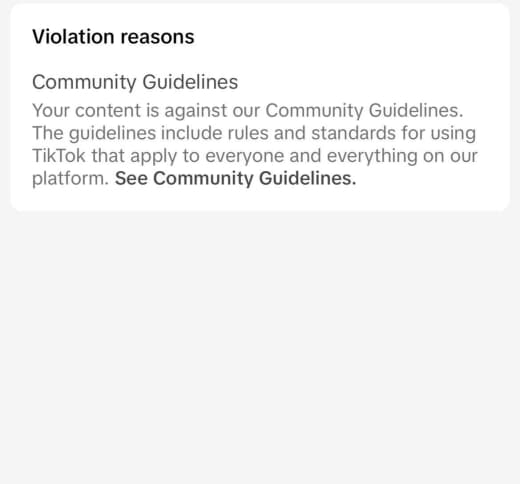 Violation reasons
Community Guidelines
Your content is against our Community Guidelines.
The guidelines include rules and standards for using
TikTok that apply to everyone and everything on our
platform. See Community Guidelines.